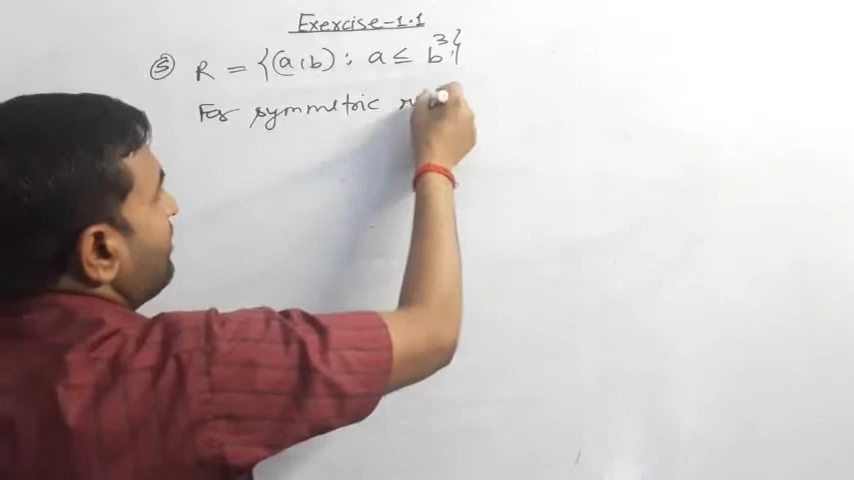 Exercise-1.1
⑤ R = {(a,b) : a ≤ b³}
For symmetric